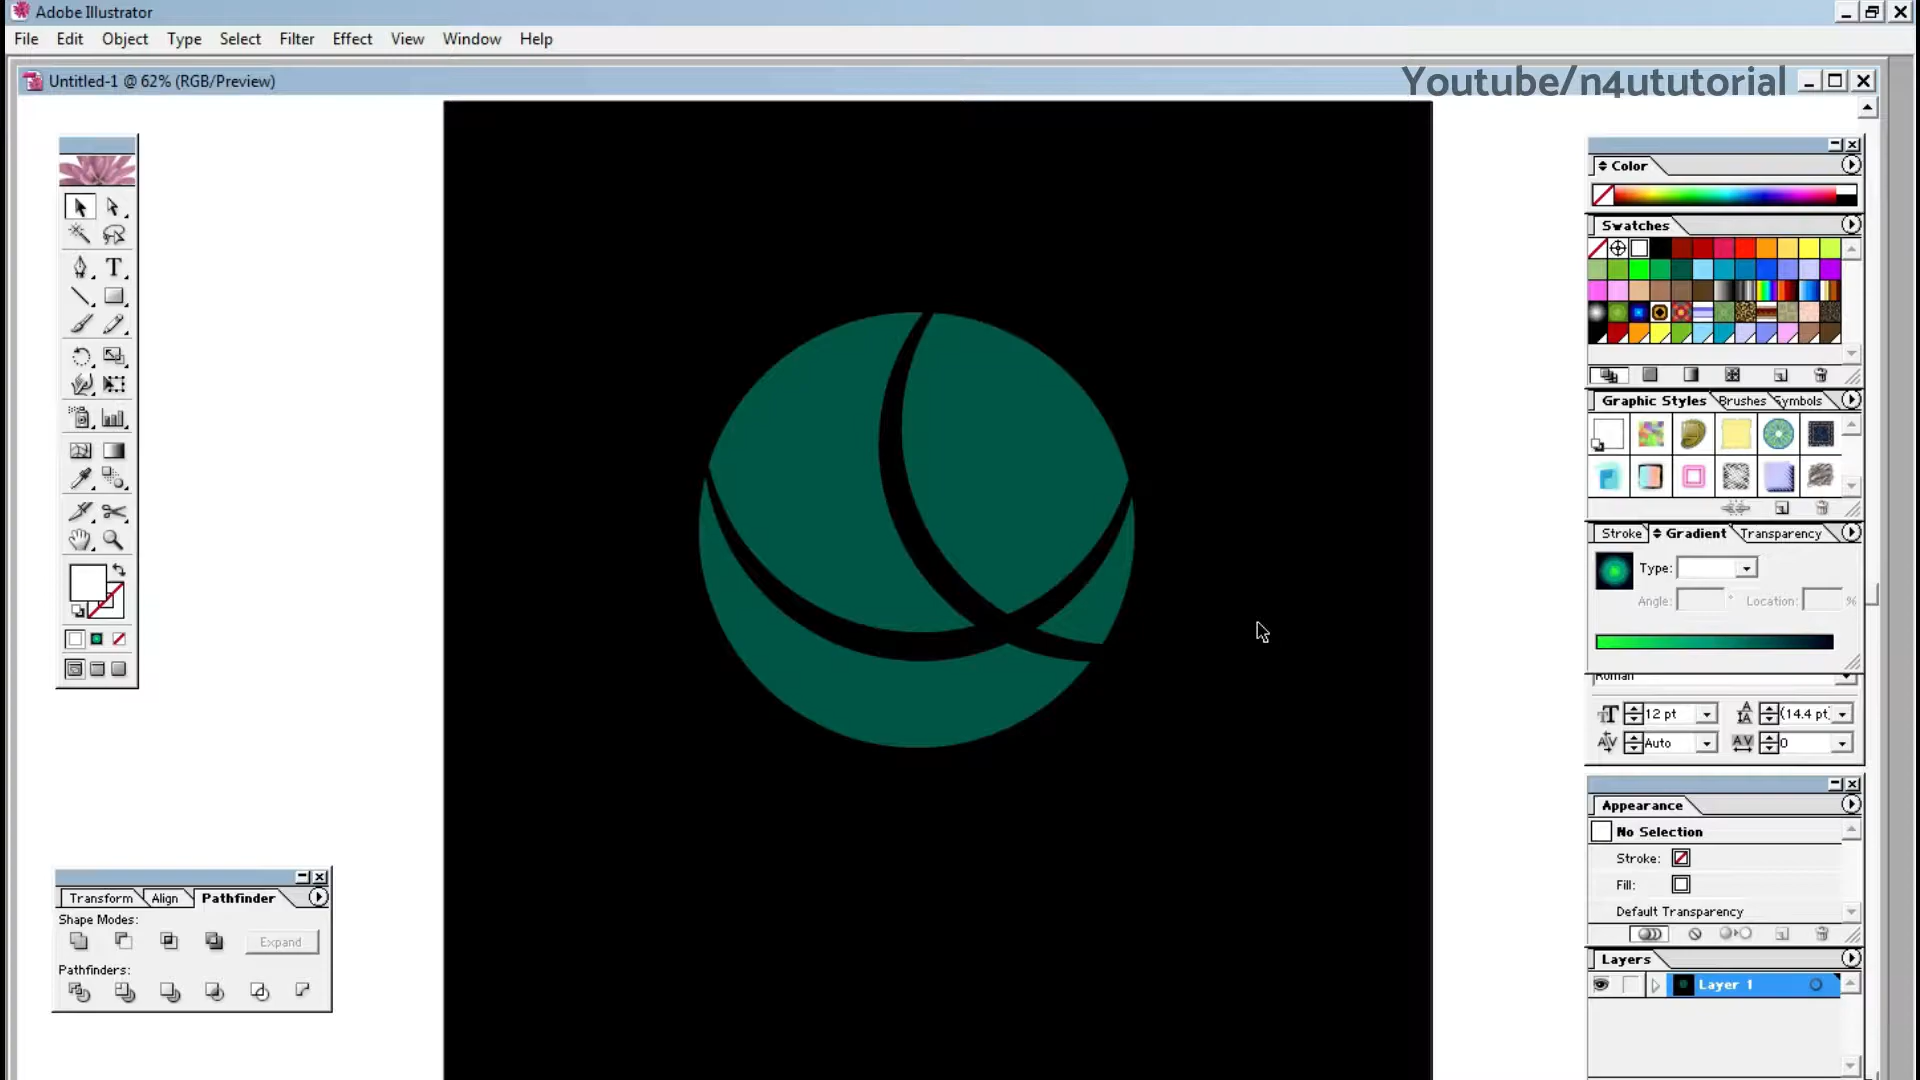 Adobe Illustrator
File Edit Object Type Select Filter Effect View Window Help
Untitled-1 @ 62% (RGB/Preview)
Youtube/n4ututorial
T
Color
Swatches
Graphic Styles Brushes Symbols
Stroke Gradient Transparency
Type:
Angle: ° Location: %
Roman
12 pt (14.4 pt)
Auto 0
Appearance
No Selection
Stroke:
Fill:
Default Transparency
Layers
Layer 1
Transform Align Pathfinder
Shape Modes:
Expand
Pathfinders: